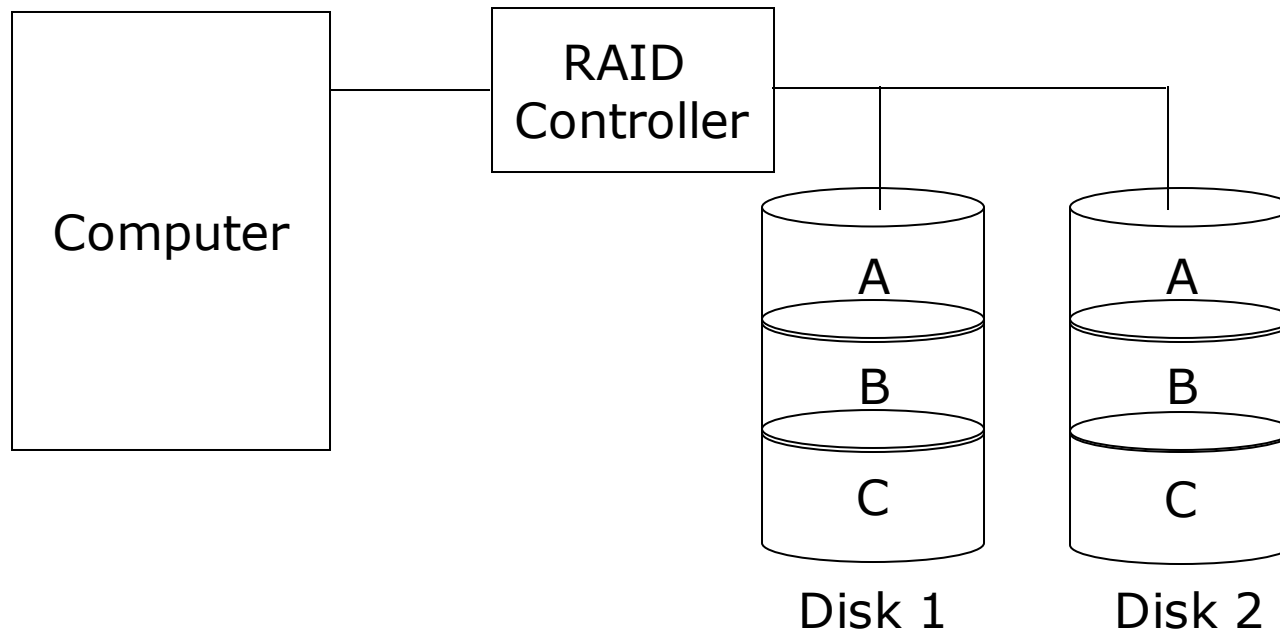 RAID
Controller
Computer
A
A
B
B
C
C
Disk 1
Disk 2